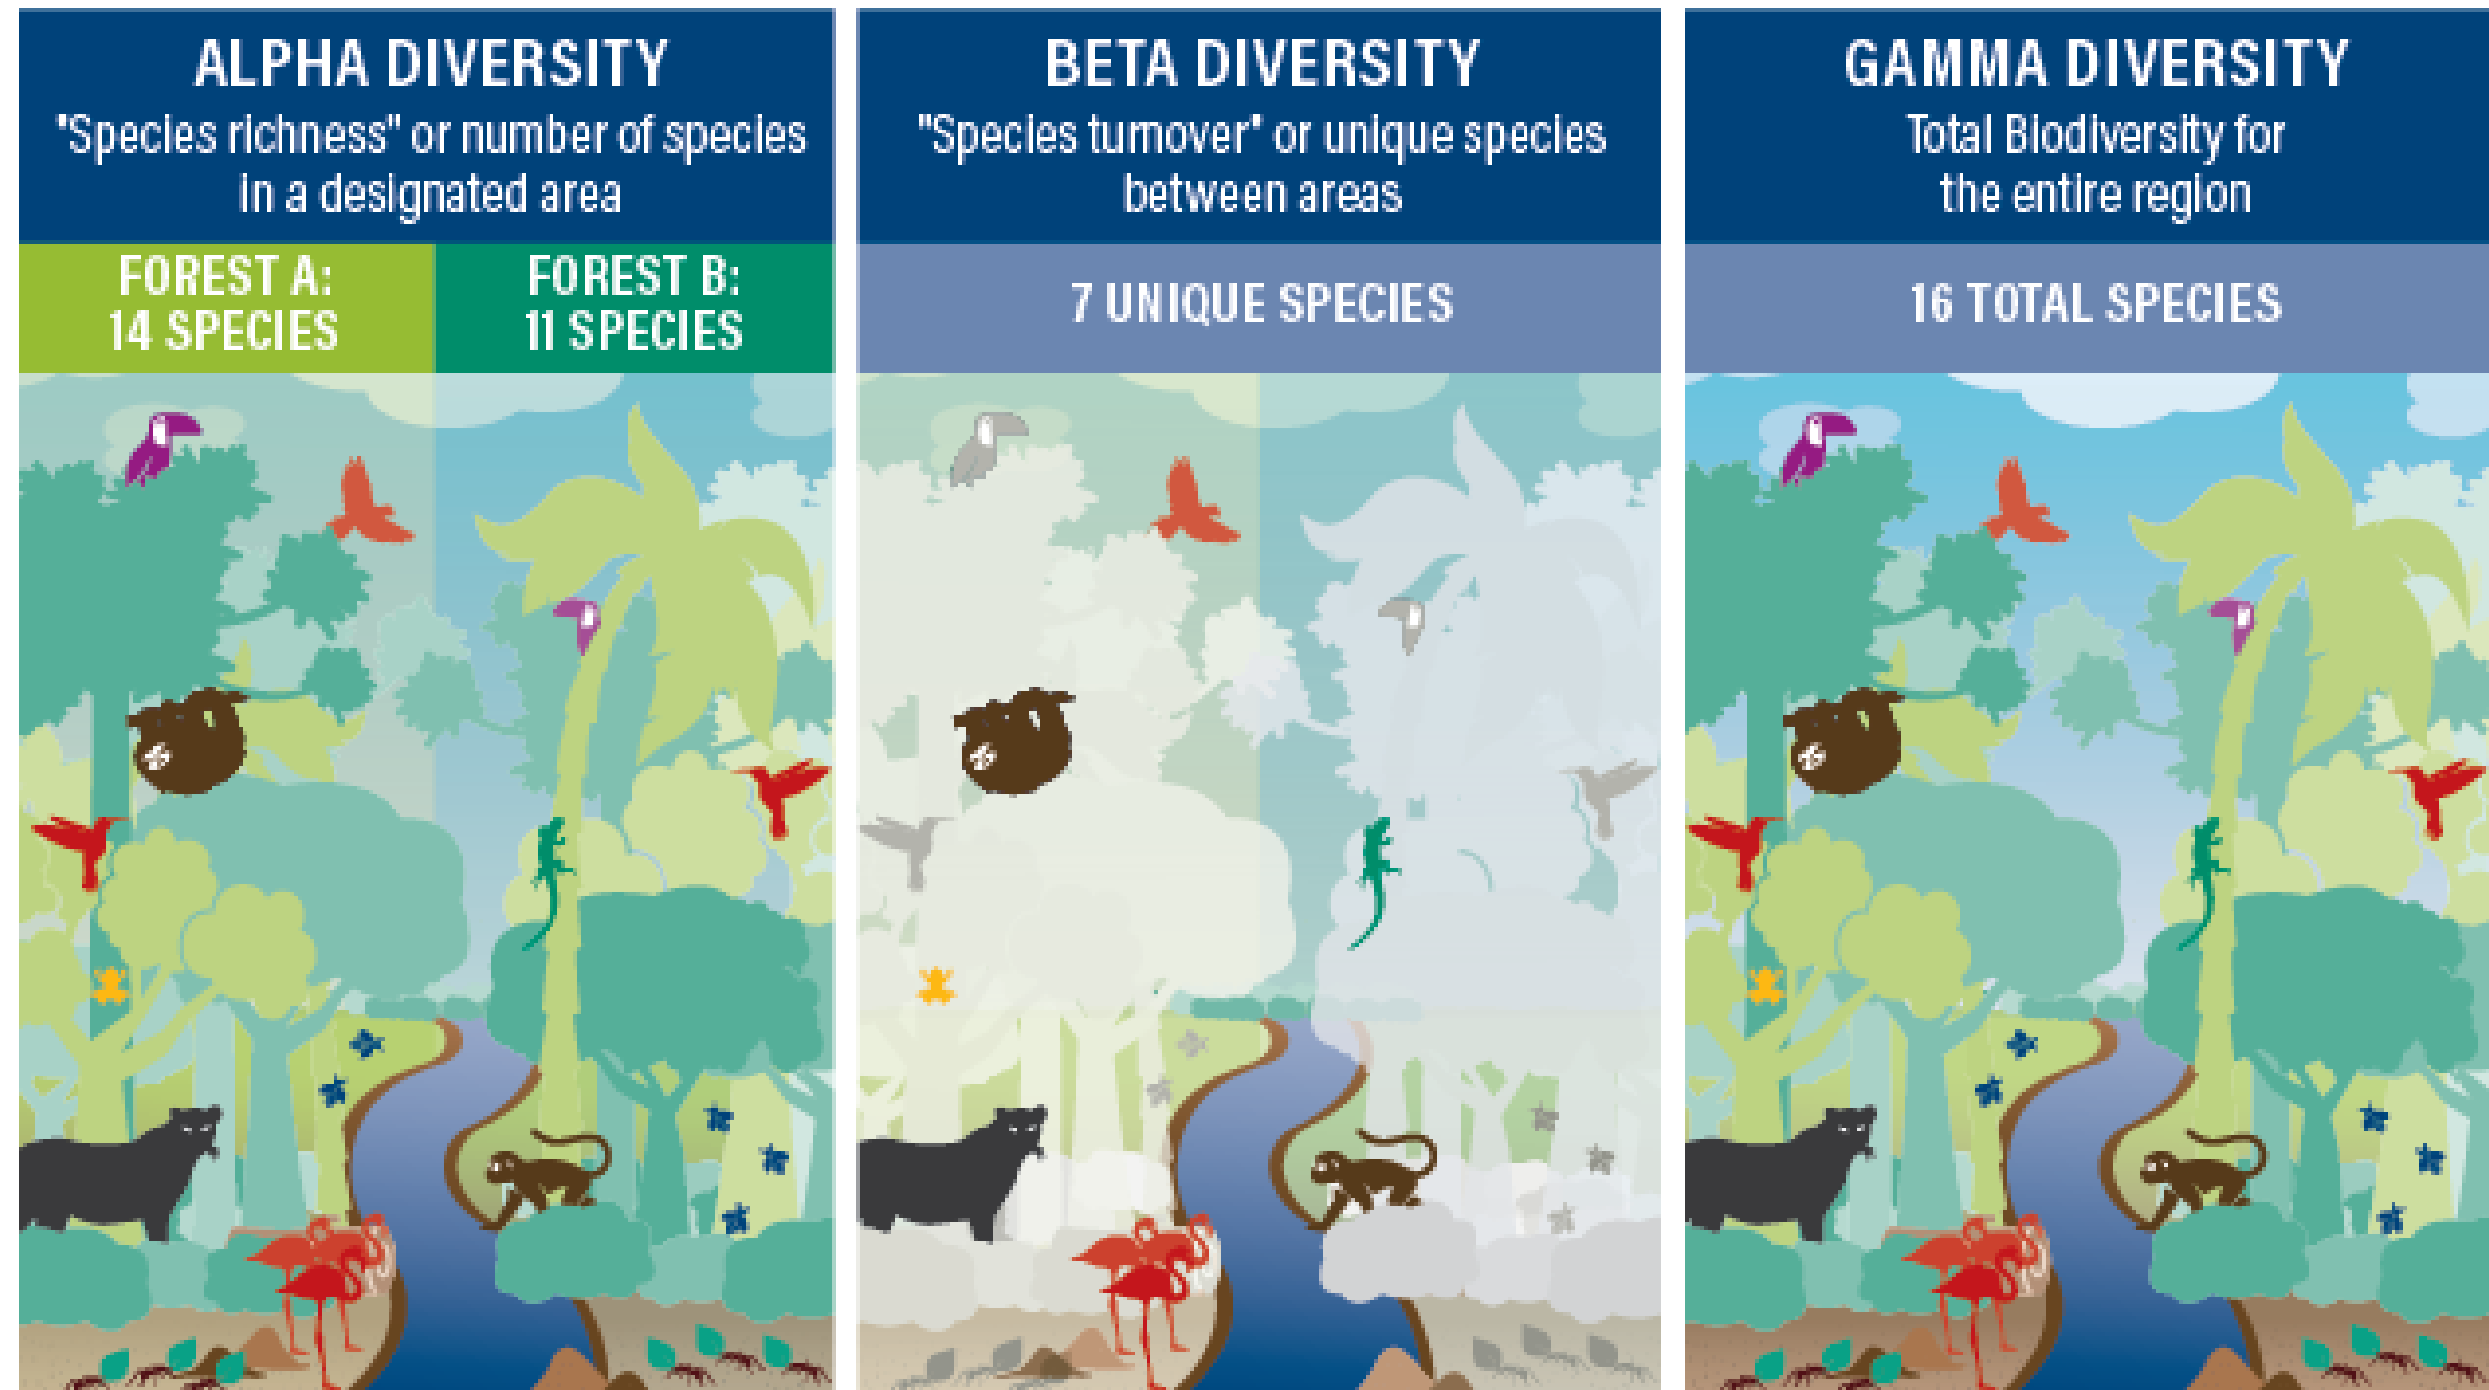 ALPHA DIVERSITY
"Species richness" or number of species
in a designated area
FOREST A:
14 SPECIES
FOREST B:
11 SPECIES
BETA DIVERSITY
"Species turnover" or unique species
between areas
7 UNIQUE SPECIES
GAMMA DIVERSITY
Total Biodiversity for
the entire region
16 TOTAL SPECIES